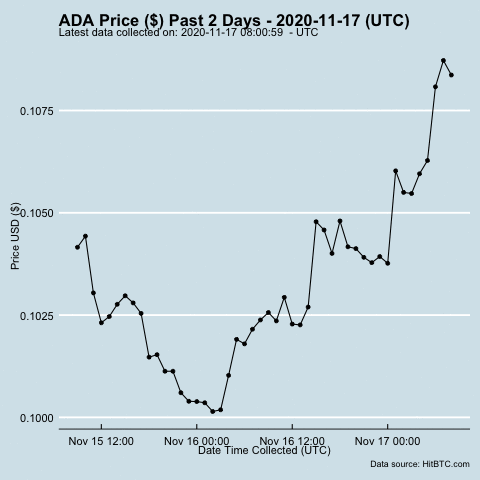 ADA Price ($) Past 2 Days - 2020-11-17 (UTC)
Latest data collected on: 2020-11-17 08:00:59 - UTC
0.1075
0.1050
0.1025
0.1000
Price USD ($)
Nov 15 12:00 Nov 16 00:00 Nov 16 12:00 Nov 17 00:00
Date Time Collected (UTC)
Data source: HitBTC.com